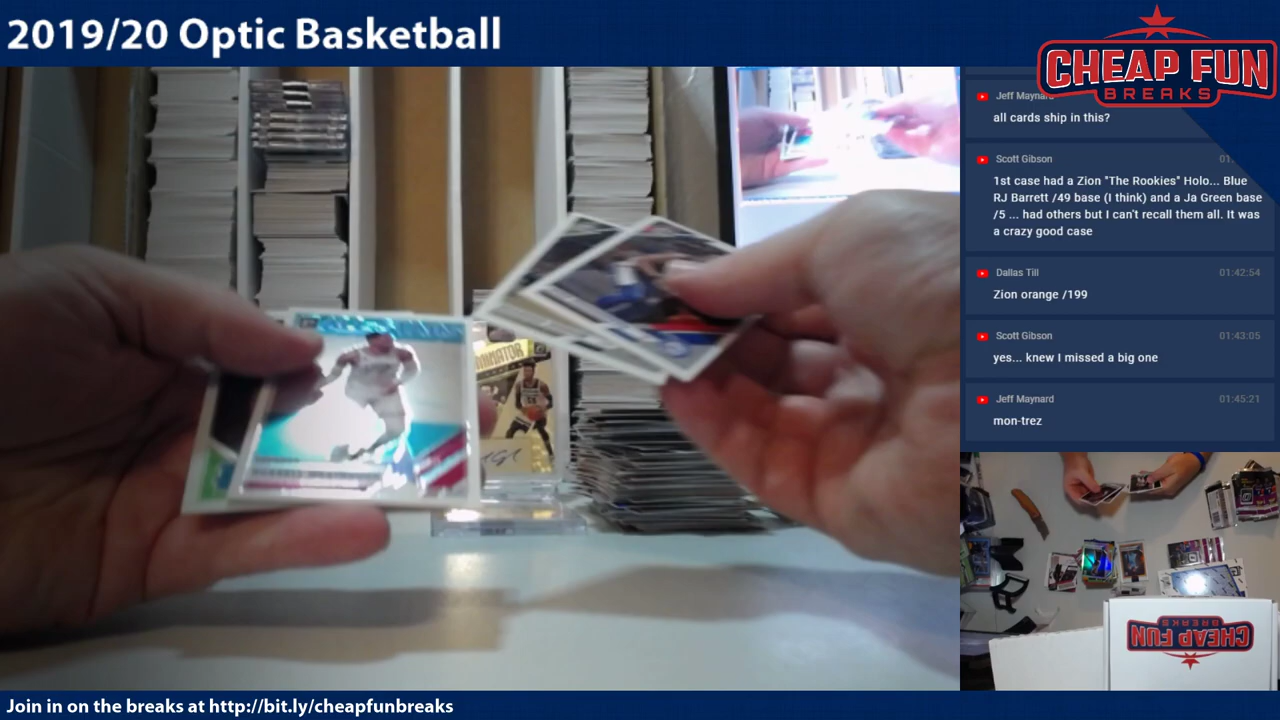 2019/20 Optic Basketball
CHEAP FUN
BREAKS
Jeff Maynard
all cards ship in this?
Scott Gibson
1st case had a Zion "The Rookies" Holo... Blue
RJ Barrett /49 base (I think) and a Ja Green base
/5 ... had others but I can't recall them all. It was
a crazy good case
Dallas Till 01:42:54
Zion orange /199
Scott Gibson 01:43:05
yes... knew I missed a big one
Jeff Maynard 01:45:21
mon-trez
CHEAP FUN
BREAKS
Join in on the breaks at http://bit.ly/cheapfunbreaks